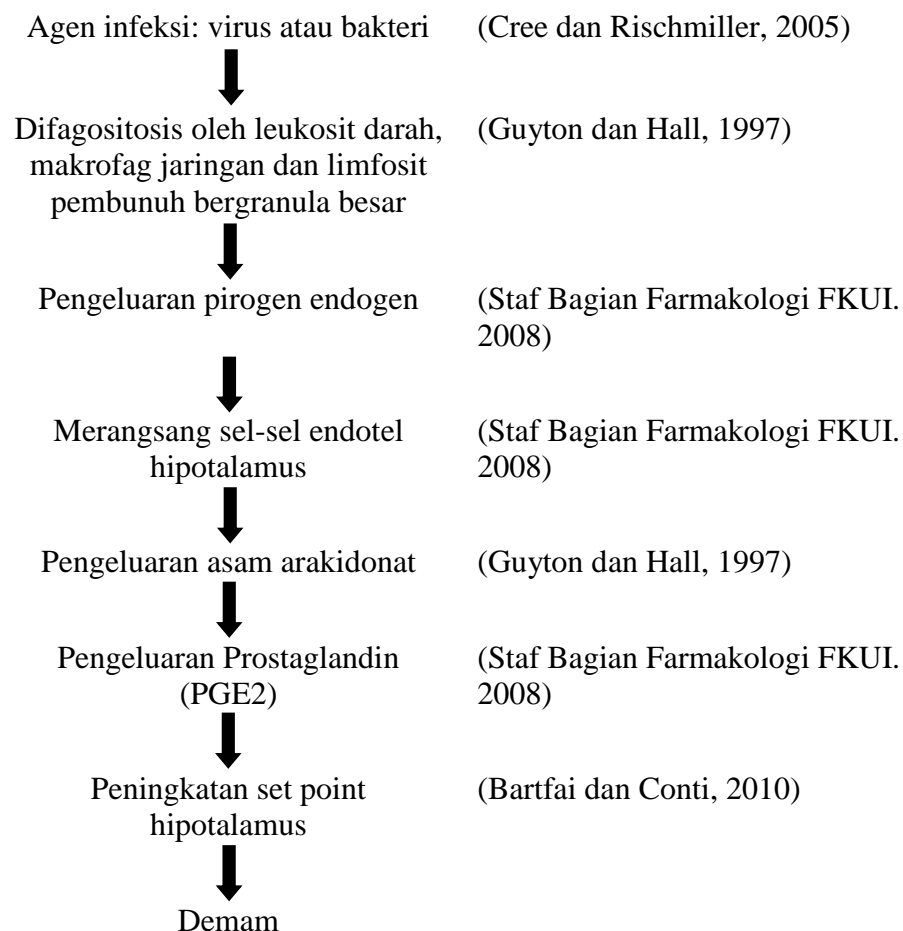 Agen infeksi: virus atau bakteri (Cree dan Rischmiller, 2005)
Difagositosis oleh leukosit darah, (Guyton dan Hall, 1997)
makrofag jaringan dan limfosit
pembunuh bergranula besar
Pengeluaran pirogen endogen (Staf Bagian Farmakologi FKUI.
2008)
Merangsang sel-sel endotel (Staf Bagian Farmakologi FKUI.
hipotalamus 2008)
Pengeluaran asam arakidonat (Guyton dan Hall, 1997)
Pengeluaran Prostaglandin (Staf Bagian Farmakologi FKUI.
(PGE2) 2008)
Peningkatan set point (Bartfai dan Conti, 2010)
hipotalamus
Demam